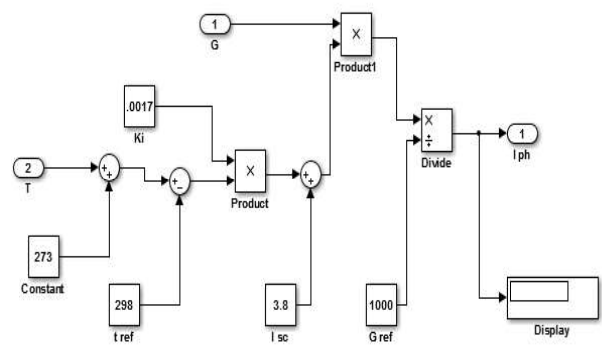 1
G
X
Product1
.0017
Ki
2
T
X
Product
X
÷
Divide
1
I ph
273
Constant
298
t ref
3.8
I sc
1000
G ref
Display